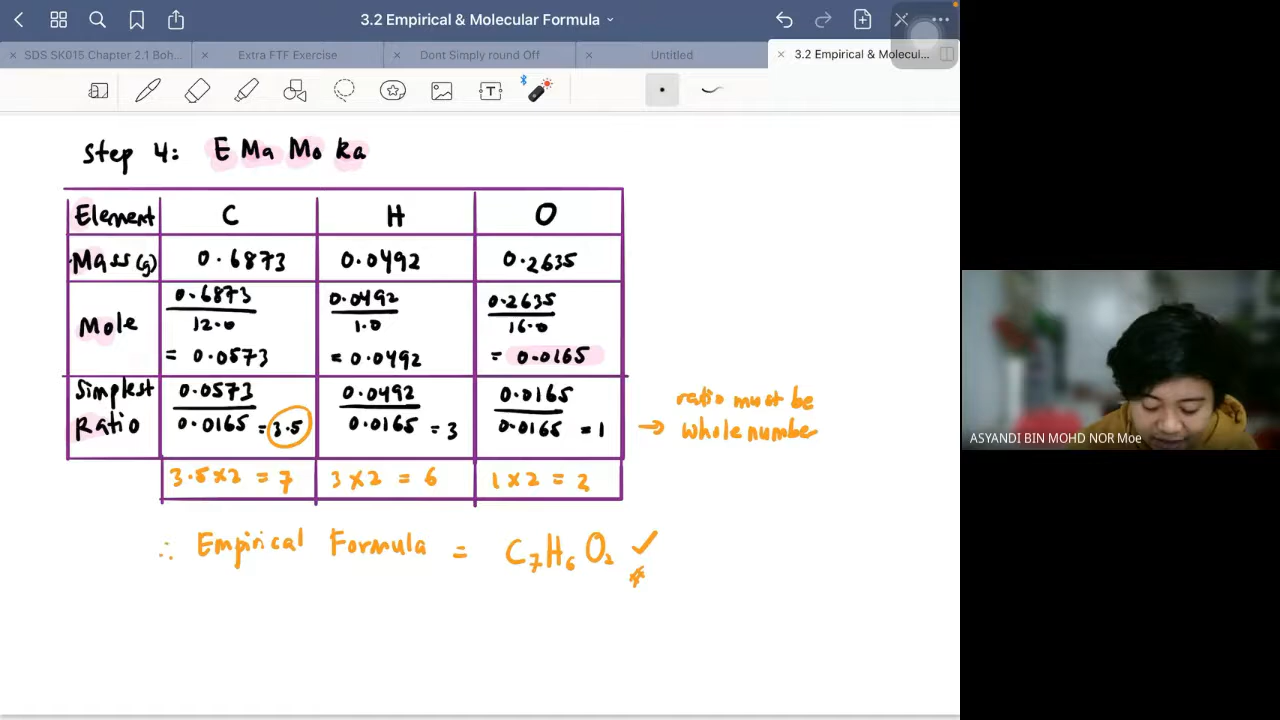 3.2 Empirical & Molecular Formula
SDS SK015 Chapter 2.1 Boh...
Extra FTF Exercise
Dont Simply round Off
Untitled
3.2 Empirical & Molecul...
Step 4: E Ma Mo Ra
Element C H O
Mass (g) 0.6873 0.0492 0.2635
Mole 0.6873/12.0 = 0.0573 0.0492/1.0 = 0.0492 0.2635/16.0 = 0.0165
Simplest Ratio 0.0573/0.0165 = 3.5 0.0492/0.0165 = 3 0.0165/0.0165 = 1
→ ratio must be
whole number
3.5 x 2 = 7 3 x 2 = 6 1 x 2 = 2
∴ Empirical Formula = C₇H₆O₂ ✓
ASYANDI BIN MOHD NOR Moe